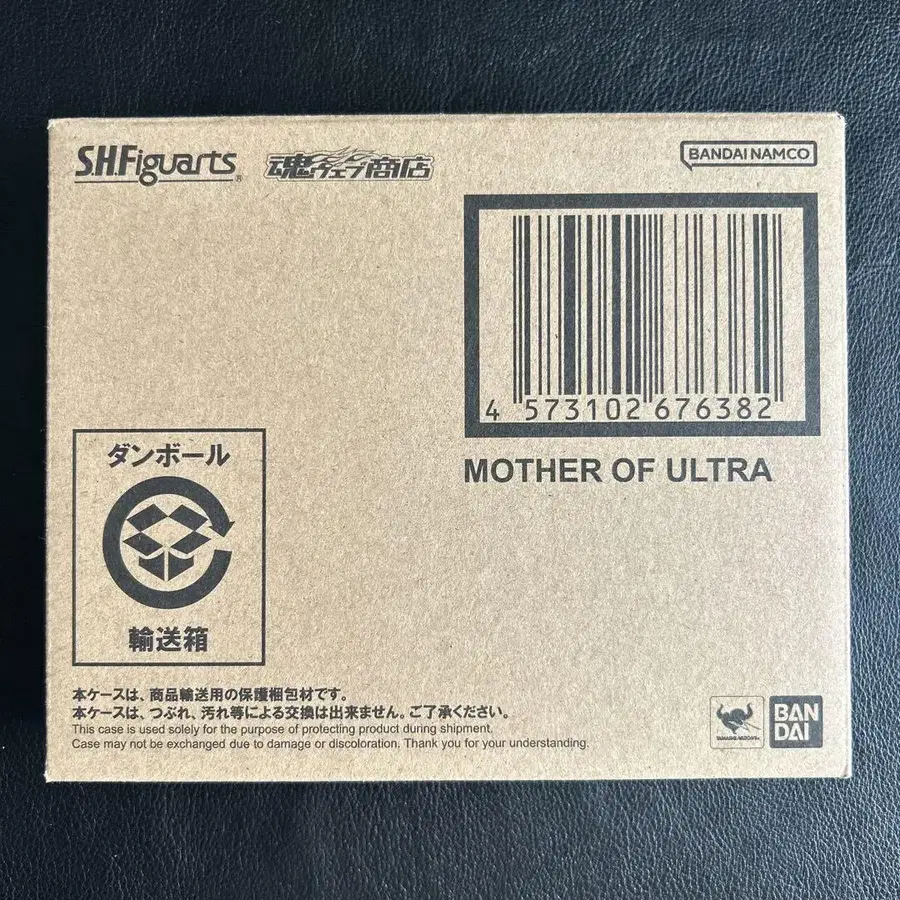 S.H.Figuarts®
魂ウェブ商店
BANDAI NAMCO
4 573102 676382
MOTHER OF ULTRA
ダンボール
輸送箱
本ケースは、商品輸送用の保護梱包材です。
本ケースは、つぶれ、汚れ等による交換は出来ません。ご了承ください。
This case is used solely for the purpose of protecting product during shipment.
Case may not be exchanged due to damage or discoloration. Thank you for your understanding.
TAMASHII NATIONS
BAN
DAI